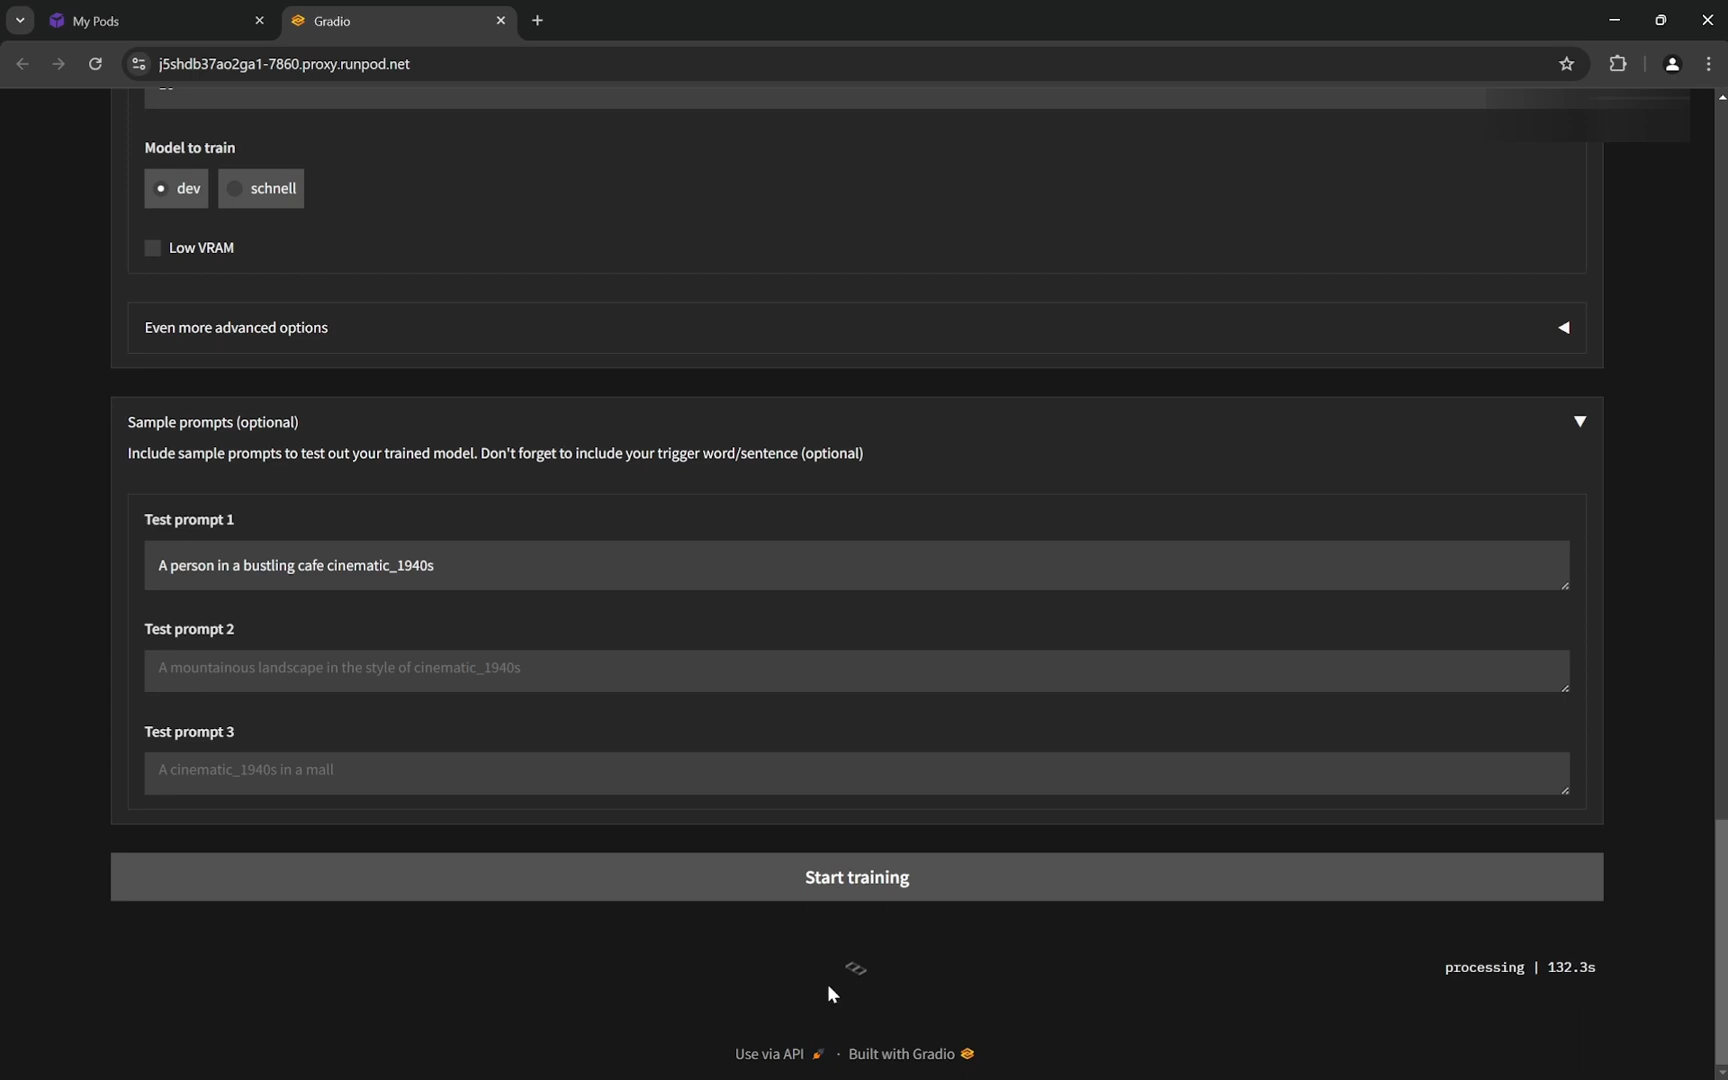 My Pods
Gradio
j5shdb37ao2ga1-7860.proxy.runpod.net
Model to train
dev
schnell
Low VRAM
Even more advanced options
Sample prompts (optional)
Include sample prompts to test out your trained model. Don't forget to include your trigger word/sentence (optional)
Test prompt 1
A person in a bustling cafe cinematic_1940s
Test prompt 2
A mountainous landscape in the style of cinematic_1940s
Test prompt 3
A cinematic_1940s in a mall
Start training
processing | 132.3s
Use via API · Built with Gradio